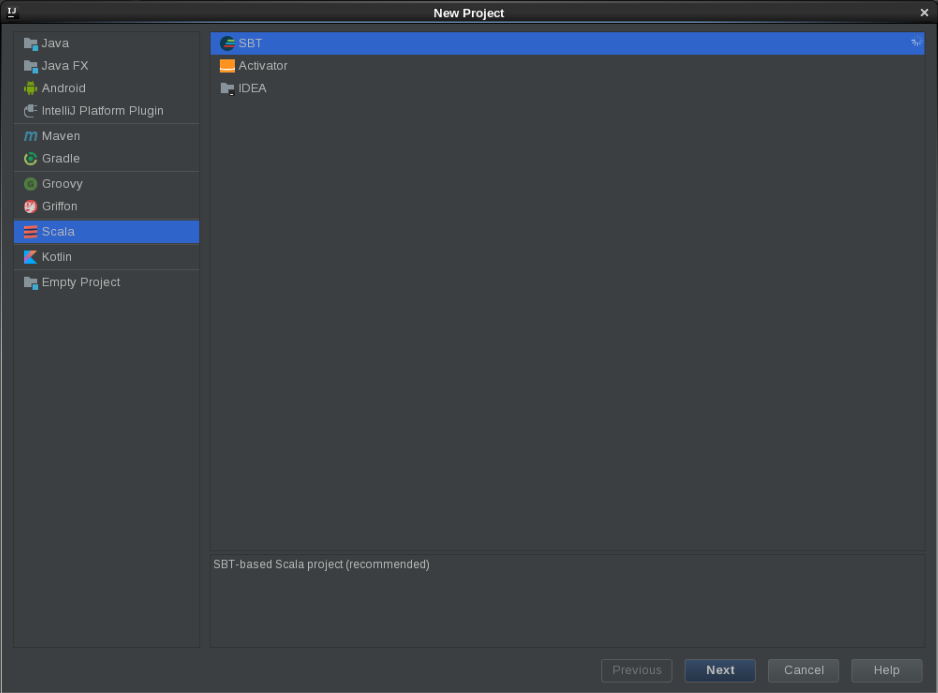 IJ
New Project
Java
Java FX
Android
IntelliJ Platform Plugin
Maven
Gradle
Groovy
Griffon
Scala
Kotlin
Empty Project
SBT
Activator
IDEA
SBT-based Scala project (recommended)
Previous
Next
Cancel
Help